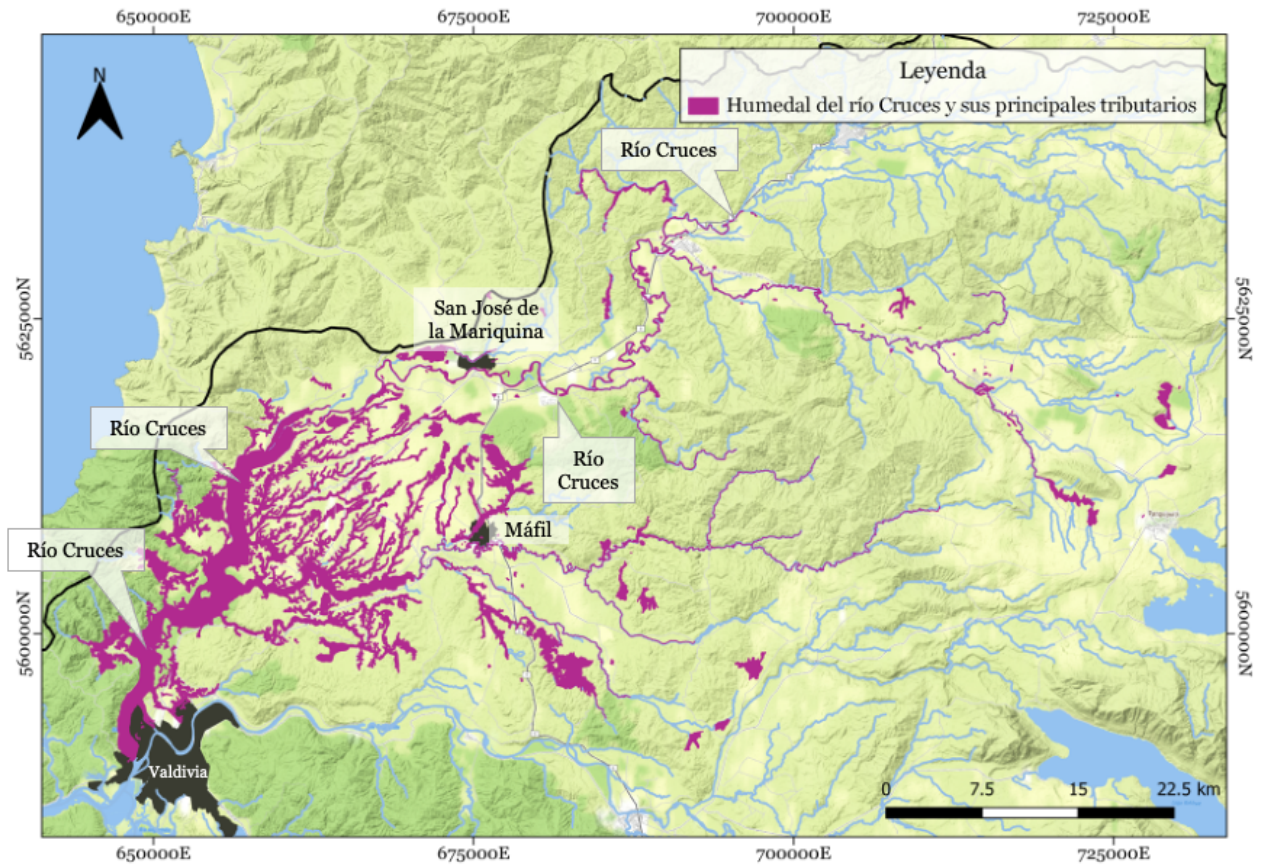 650000E
675000E
700000E
725000E
N
Leyenda
Humedal del río Cruces y sus principales tributarios
Río Cruces
5625000N
5625000N
San José de
la Mariquina
Río Cruces
Río
Cruces
Máfil
Río Cruces
5600000N
5600000N
Valdivia
0
7.5
15
22.5 km
650000E
675000E
700000E
725000E